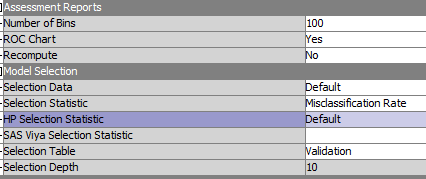 Assessment Reports
Number of Bins 100
ROC Chart Yes
Recompute No
Model Selection
Selection Data Default
Selection Statistic Misclassification Rate
HP Selection Statistic Default
SAS Viya Selection Statistic
Selection Table Validation
Selection Depth 10